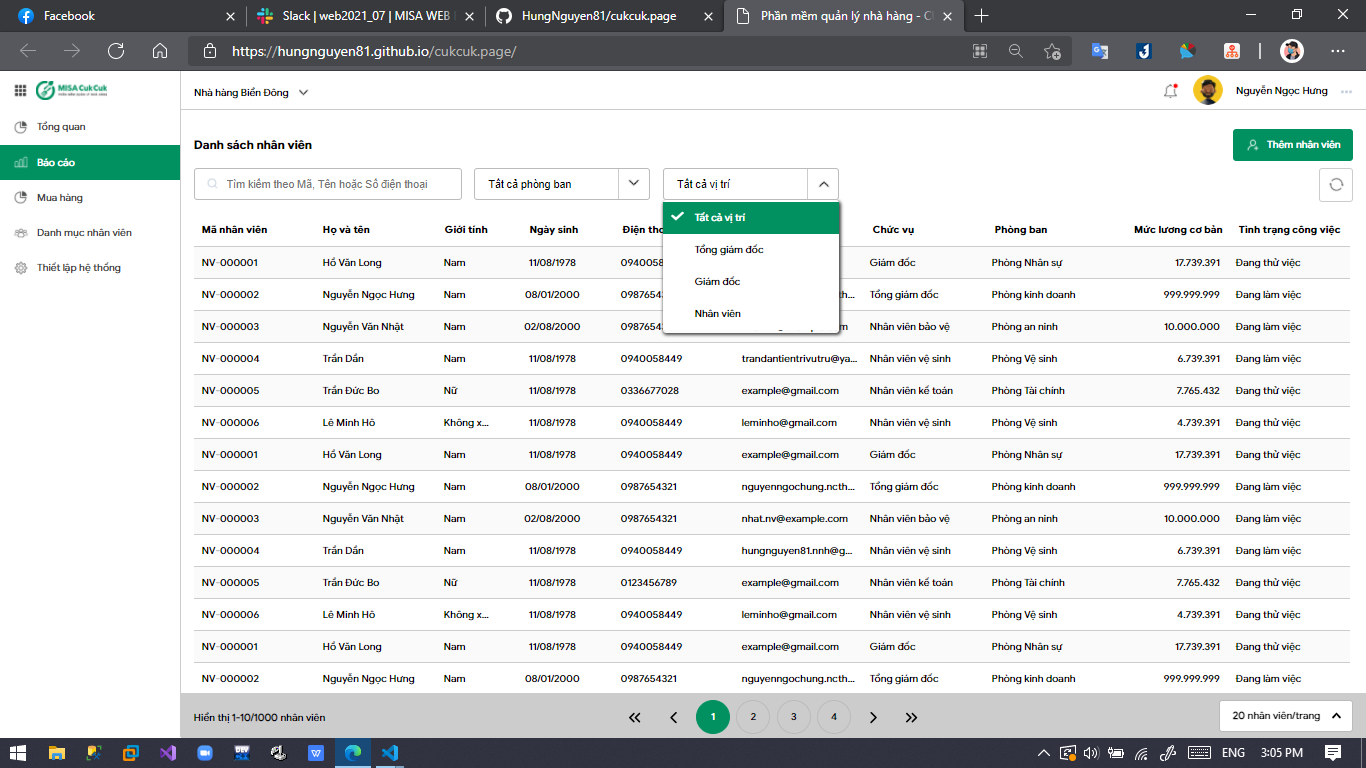 Facebook
Slack | web2021_07 | MISA WEB
HungNguyen81/cukcuk.page
Phần mềm quản lý nhà hàng - C
https://hungnguyen81.github.io/cukcuk.page/
MISA CukCuk
Nhà hàng Biển Đông
Nguyễn Ngọc Hưng
Tổng quan
Báo cáo
Mua hàng
Danh mục nhân viên
Thiết lập hệ thống
Danh sách nhân viên
Thêm nhân viên
Tìm kiếm theo Mã, Tên hoặc Số điện thoại
Tất cả phòng ban
Tất cả vị trí
Tất cả vị trí
Tổng giám đốc
Giám đốc
Nhân viên
Mã nhân viên Họ và tên Giới tính Ngày sinh Điện tho Chức vụ Phòng ban Mức lương cơ bản Tình trạng công việc
NV-000001 Hồ Văn Long Nam 11/08/1978 0940058 Giám đốc Phòng Nhân sự 17.739.391 Đang thử việc
NV-000002 Nguyễn Ngọc Hưng Nam 08/01/2000 0987654 th... Tổng giám đốc Phòng kinh doanh 999.999.999 Đang làm việc
NV-000003 Nguyễn Văn Nhật Nam 02/08/2000 0987654 m Nhân viên bảo vệ Phòng an ninh 10.000.000 Đang làm việc
NV-000004 Trần Dần Nam 11/08/1978 0940058449 trandantientrivutru@ya... Nhân viên vệ sinh Phòng Vệ sinh 6.739.391 Đang làm việc
NV-000005 Trần Đức Bo Nữ 11/08/1978 0336677028 example@gmail.com Nhân viên kế toán Phòng Tài chính 7.765.432 Đang thử việc
NV-000006 Lê Minh Hô Không x... 11/08/1978 0940058449 leminho@gmail.com Nhân viên vệ sinh Phòng Vệ sinh 4.739.391 Đang thử việc
NV-000001 Hồ Văn Long Nam 11/08/1978 0940058449 example@gmail.com Giám đốc Phòng Nhân sự 17.739.391 Đang thử việc
NV-000002 Nguyễn Ngọc Hưng Nam 08/01/2000 0987654321 nguyenngochung.ncth... Tổng giám đốc Phòng kinh doanh 999.999.999 Đang làm việc
NV-000003 Nguyễn Văn Nhật Nam 02/08/2000 0987654321 nhat.nv@example.com Nhân viên bảo vệ Phòng an ninh 10.000.000 Đang làm việc
NV-000004 Trần Dần Nam 11/08/1978 0940058449 hungnguyen81.nnh@g... Nhân viên vệ sinh Phòng Vệ sinh 6.739.391 Đang làm việc
NV-000005 Trần Đức Bo Nữ 11/08/1978 0123456789 example@gmail.com Nhân viên kế toán Phòng Tài chính 7.765.432 Đang thử việc
NV-000006 Lê Minh Hô Không x... 11/08/1978 0940058449 leminho@gmail.com Nhân viên vệ sinh Phòng Vệ sinh 4.739.391 Đang thử việc
NV-000001 Hồ Văn Long Nam 11/08/1978 0940058449 example@gmail.com Giám đốc Phòng Nhân sự 17.739.391 Đang thử việc
NV-000002 Nguyễn Ngọc Hưng Nam 08/01/2000 0987654321 nguyenngochung.ncth... Tổng giám đốc Phòng kinh doanh 999.999.999 Đang làm việc
Hiển thị 1-10/1000 nhân viên
1 2 3 4
20 nhân viên/trang
ENG 3:05 PM